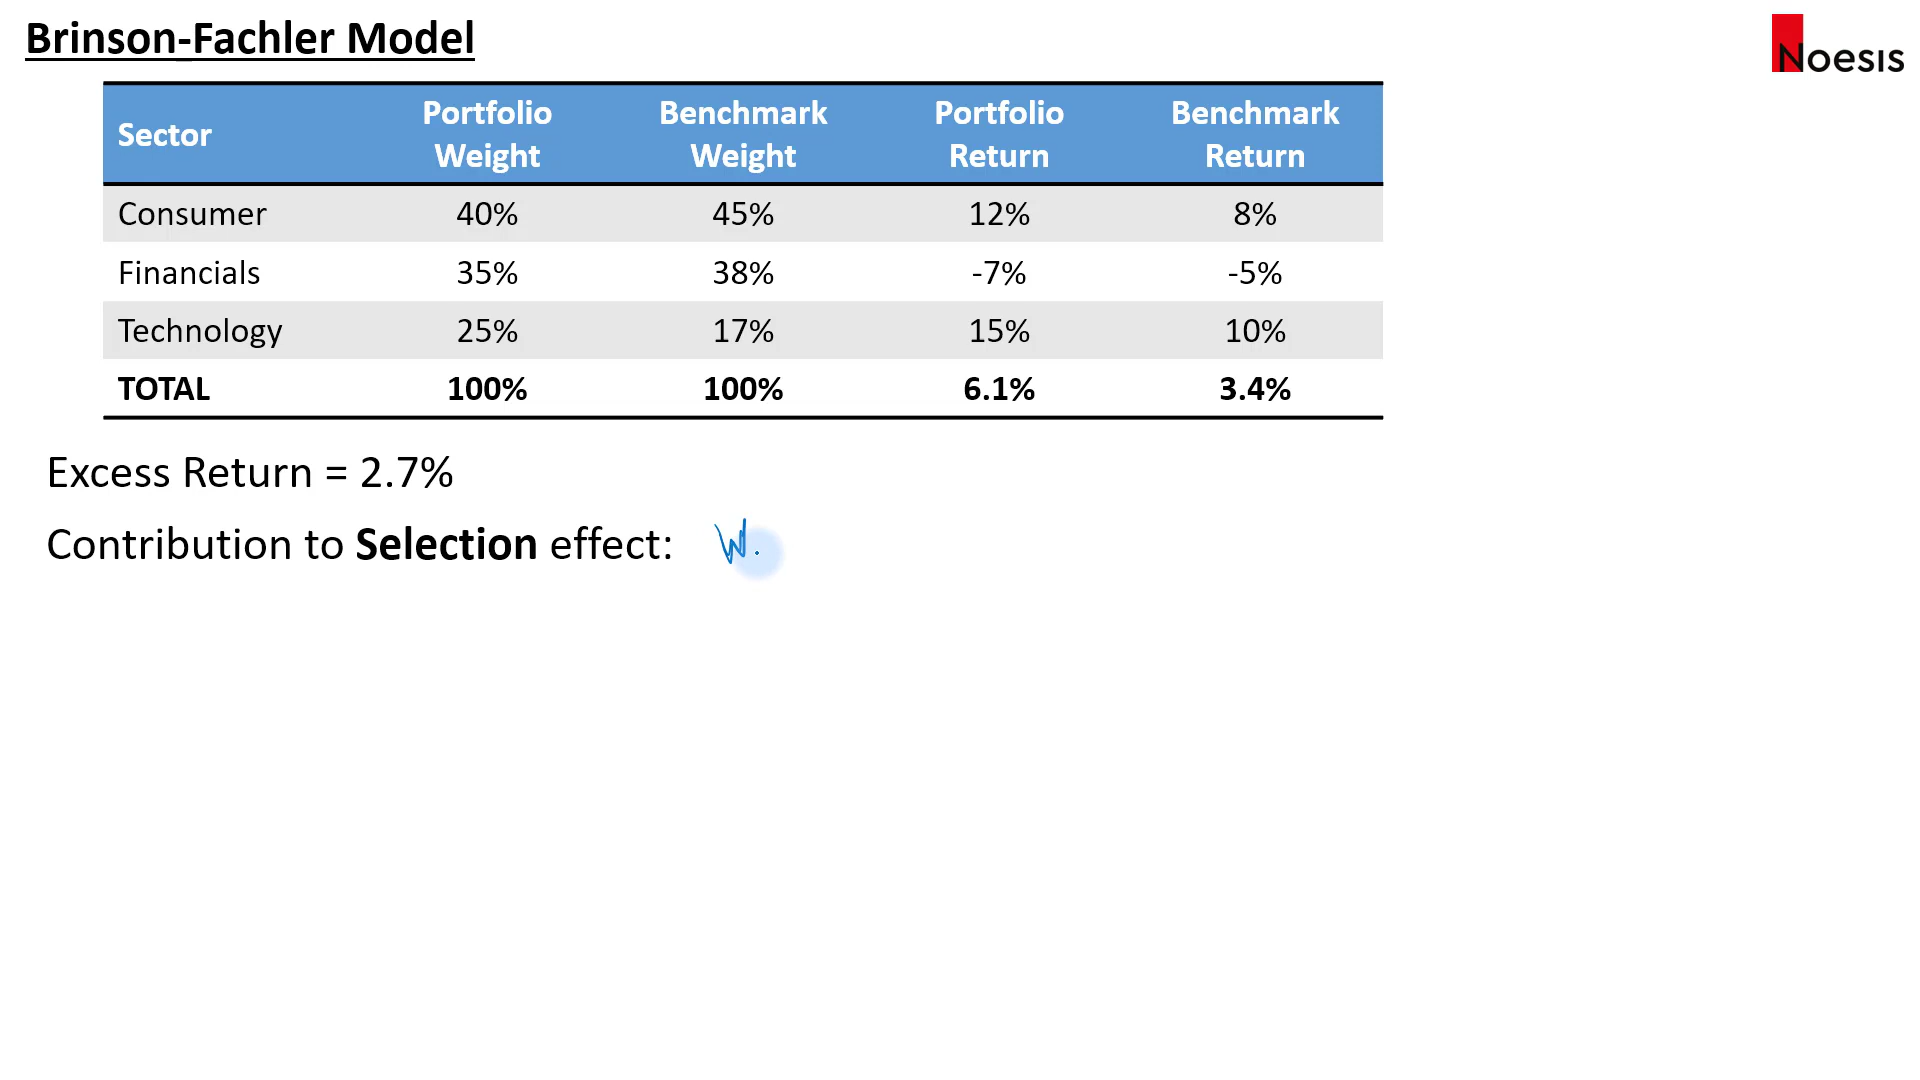 Brinson-Fachler Model
Noesis
Sector Portfolio Weight Benchmark Weight Portfolio Return Benchmark Return
Consumer 40% 45% 12% 8%
Financials 35% 38% -7% -5%
Technology 25% 17% 15% 10%
TOTAL 100% 100% 6.1% 3.4%
Excess Return = 2.7%
Contribution to Selection effect: W